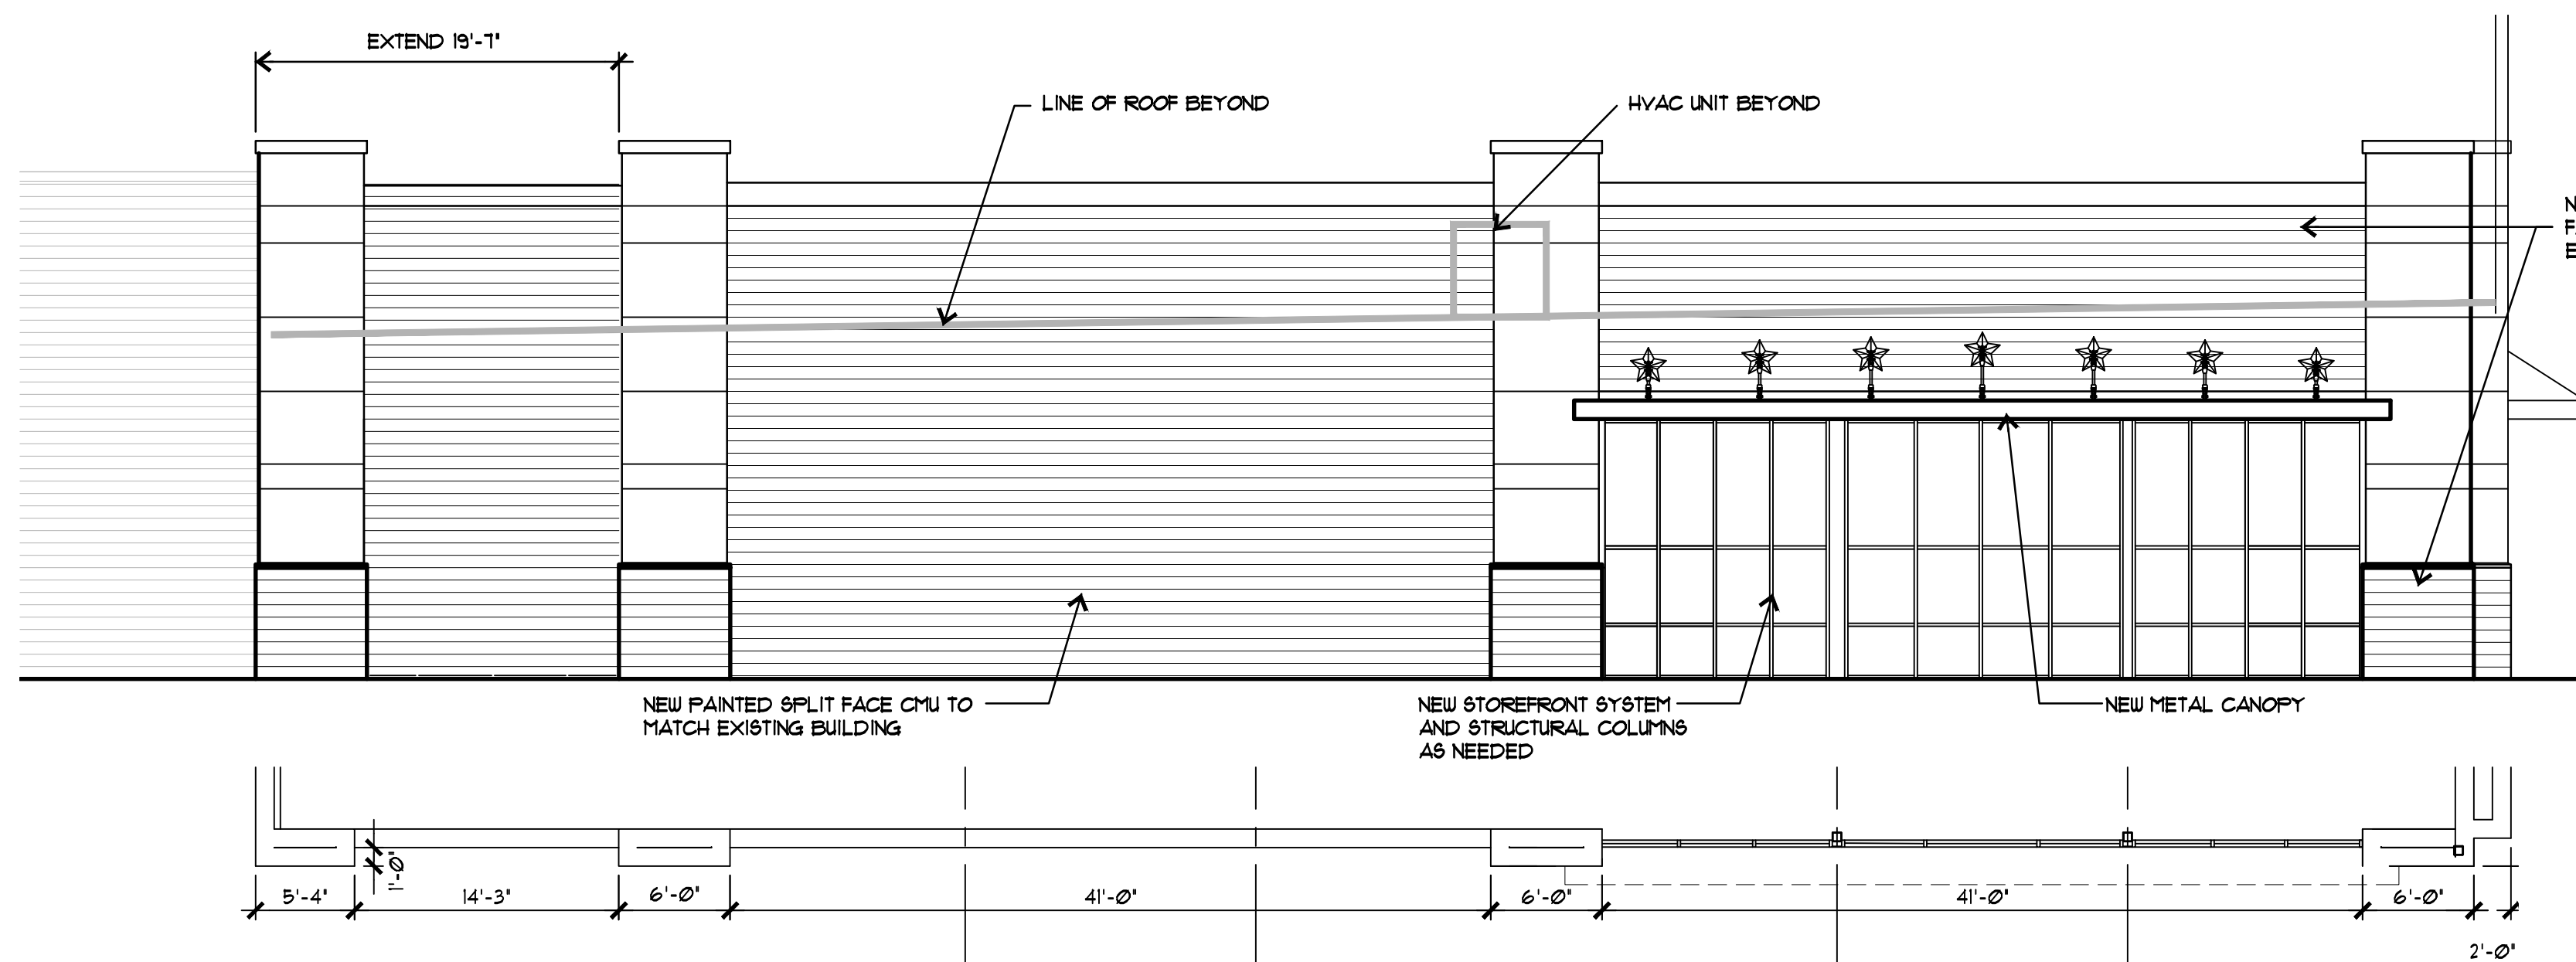 EXTEND 19'-7"
LINE OF ROOF BEYOND
HVAC UNIT BEYOND
NEW PAINTED SPLIT FACE CMU TO
MATCH EXISTING BUILDING
NEW STOREFRONT SYSTEM
AND STRUCTURAL COLUMNS
AS NEEDED
NEW METAL CANOPY
1'-0"
5'-4"
14'-3"
6'-0"
41'-0"
6'-0"
41'-0"
6'-0"
2'-0"